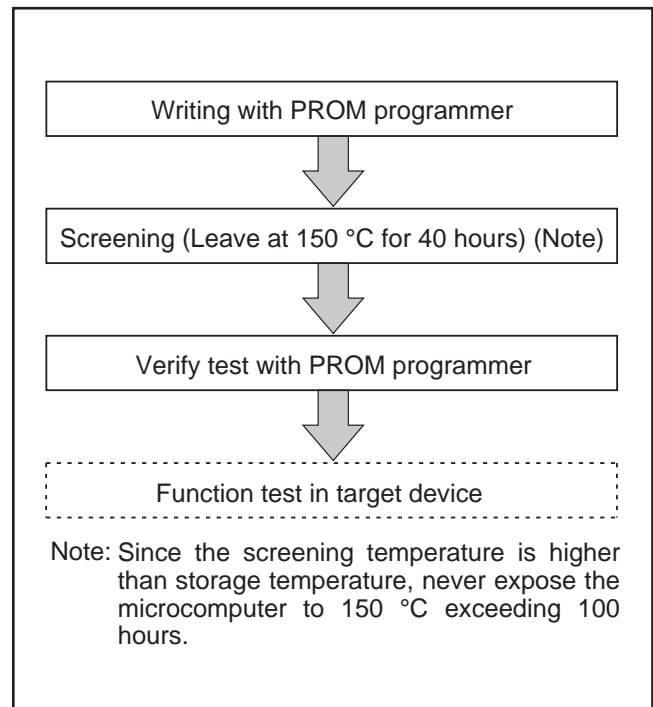 Writing with PROM programmer
Screening (Leave at 150 °C for 40 hours) (Note)
Verify test with PROM programmer
Function test in target device
Note: Since the screening temperature is higher
than storage temperature, never expose the
microcomputer to 150 °C exceeding 100
hours.